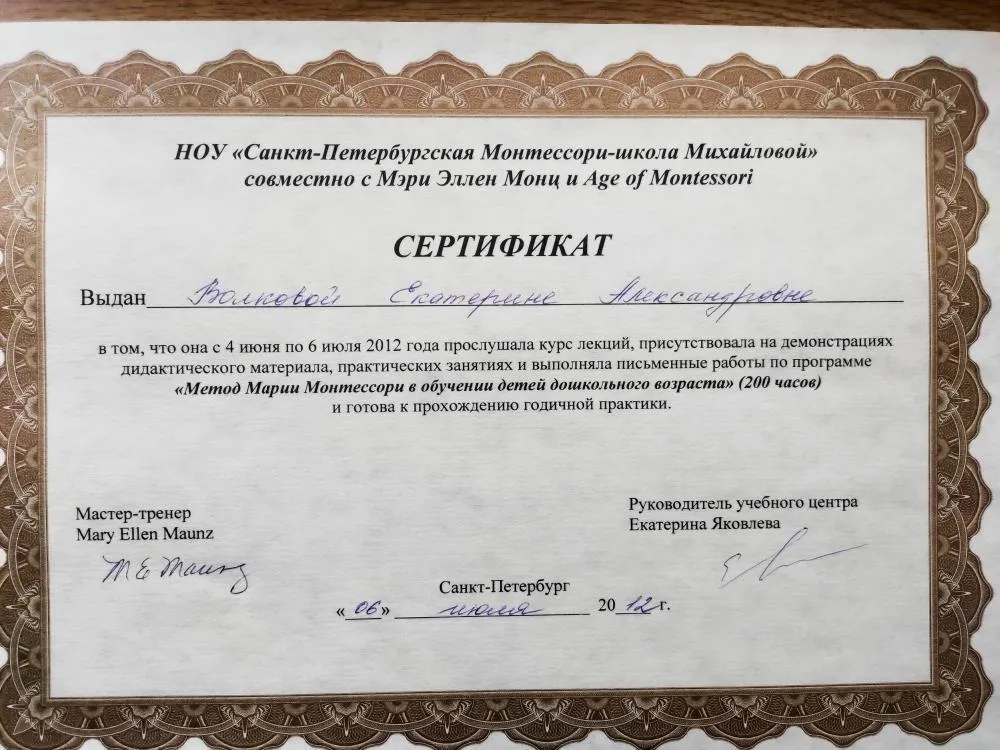 НОУ «Санкт-Петербургская Монтессори-школа Михайловой»
совместно с Мэри Эллен Монц и Age of Montessori
СЕРТИФИКАТ
Выдан Волковой Екатерине Александровне
в том, что она с 4 июня по 6 июля 2012 года прослушала курс лекций, присутствовала на демонстрациях
дидактического материала, практических занятиях и выполняла письменные работы по программе
«Метод Марии Монтессори в обучении детей дошкольного возраста» (200 часов)
и готова к прохождению годичной практики.
Мастер-тренер
Mary Ellen Maunz
M E Maunz
Руководитель учебного центра
Екатерина Яковлева
Санкт-Петербург
«06» июля 2012 г.